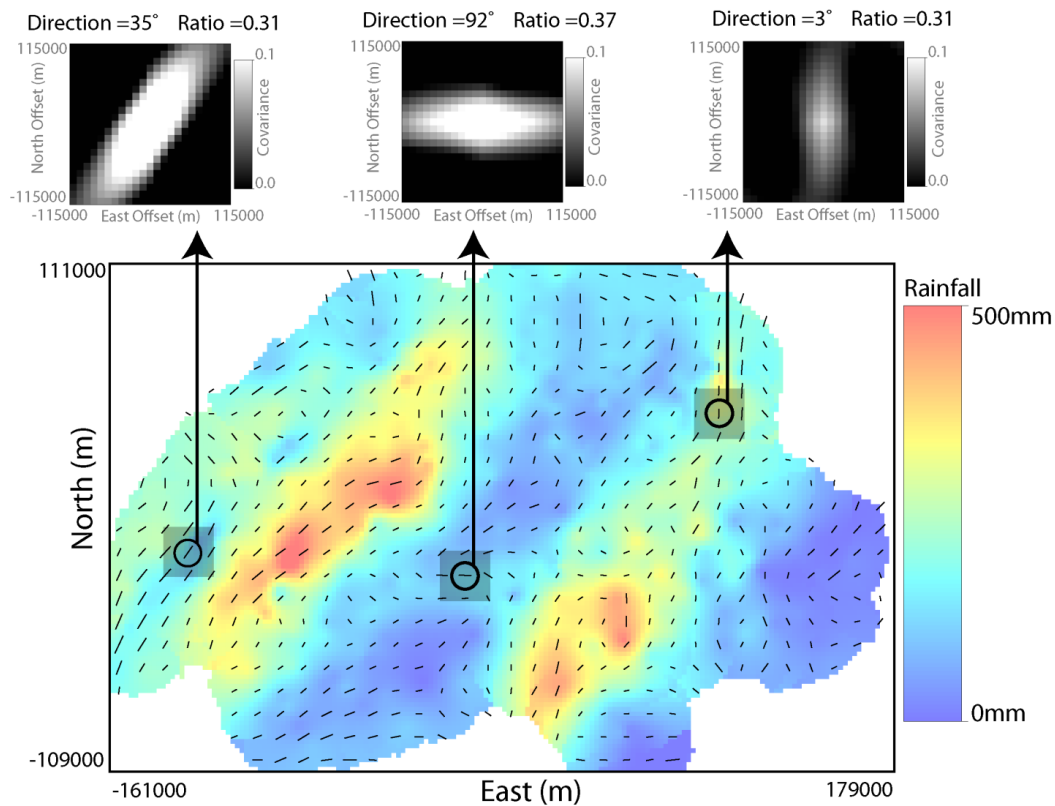 Direction =35˚ Ratio =0.31
115000
North Offset (m)
-115000
-115000
East Offset (m)
115000
0.1
Covariance
0.0
Direction =92˚ Ratio =0.37
115000
North Offset (m)
-115000
-115000
East Offset (m)
115000
0.1
Covariance
0.0
Direction =3˚ Ratio =0.31
115000
North Offset (m)
-115000
-115000
East Offset (m)
115000
0.1
Covariance
0.0
111000
North (m)
-109000
-161000
East (m)
179000
Rainfall
500mm
0mm